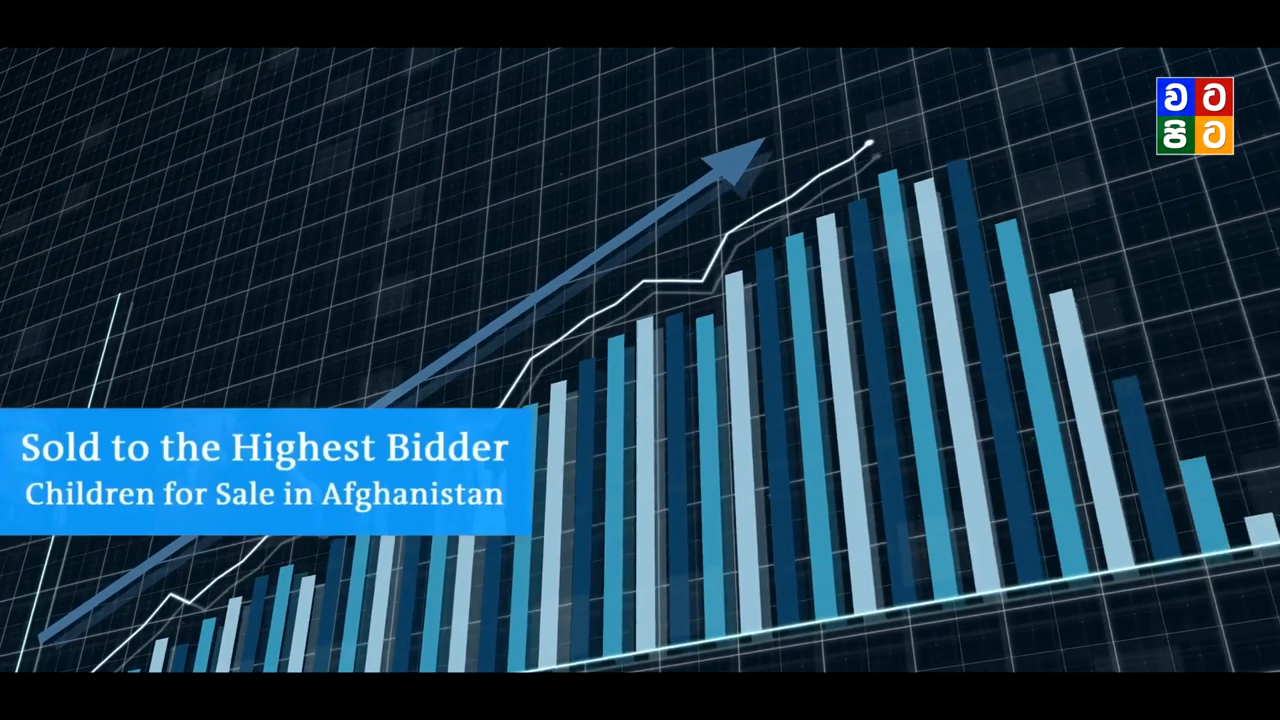 Sold to the Highest Bidder
Children for Sale in Afghanistan